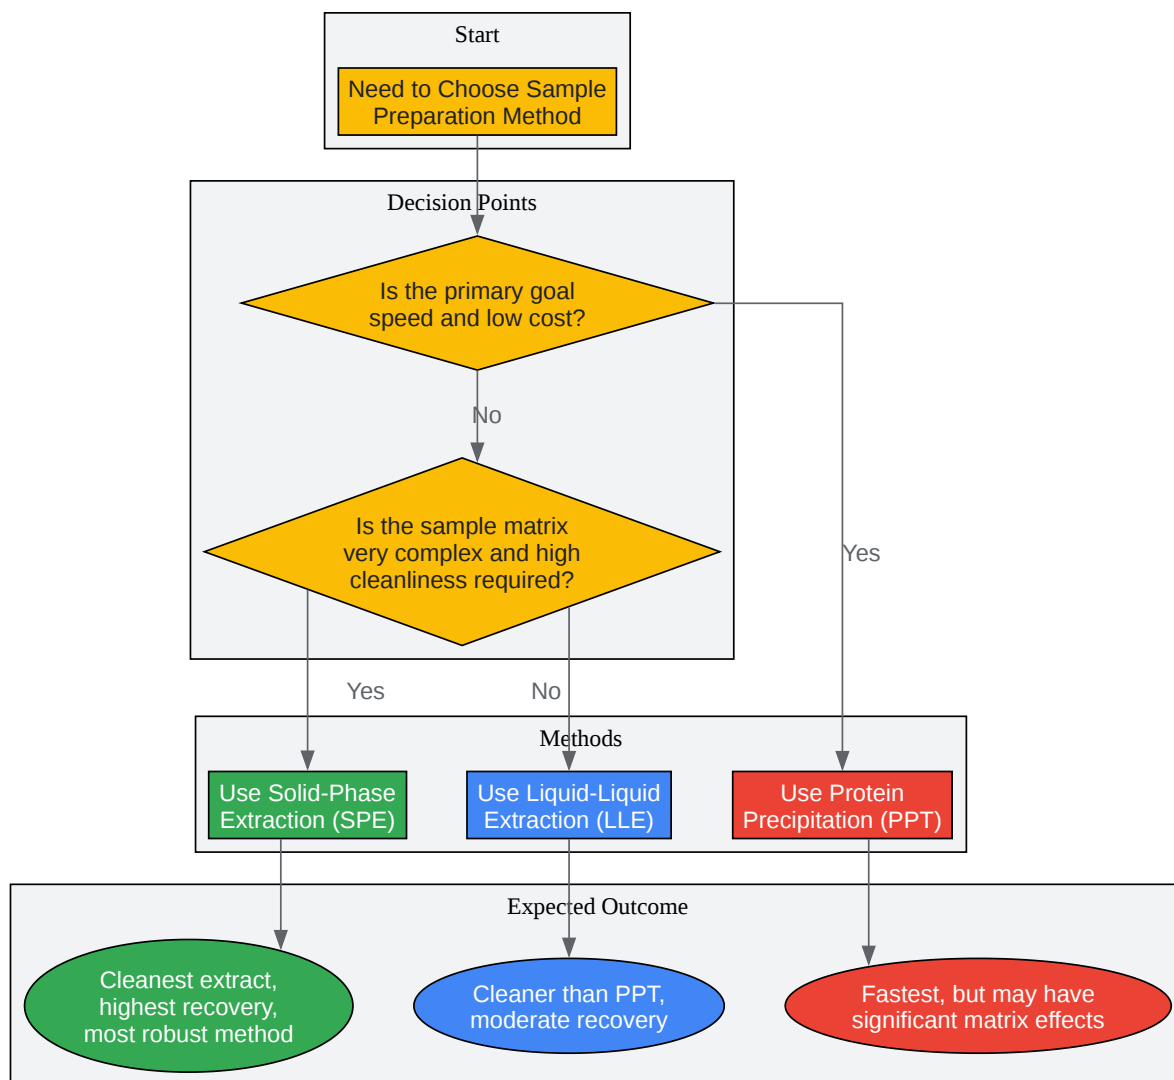 Start
Need to Choose Sample
Preparation Method
Decision Points
Is the primary goal
speed and low cost?
No
Is the sample matrix
very complex and high
cleanliness required?
Yes
Yes
No
Methods
Use Solid-Phase
Extraction (SPE)
Use Liquid-Liquid
Extraction (LLE)
Use Protein
Precipitation (PPT)
Expected Outcome
Cleanest extract,
highest recovery,
most robust method
Cleaner than PPT,
moderate recovery
Fastest, but may have
significant matrix effects